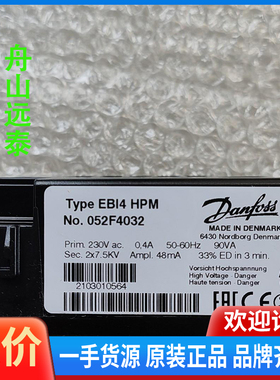 舟山远泰
Type EBI4 HPM
No. 052F4032
Danfoss
MADE IN DENMARK
6430 Nordborg Denmark
Prim. 230V ac. 0,4A 50-60Hz 90VA
Sec. 2x7.5KV Ampl. 48mA 33% ED in 3 min.
2103010564
Vorsicht Hochspannung
High Voltage - Danger
Haute tension - Danger
EAC CE
价
欢迎
一手货源 原装正品 品牌